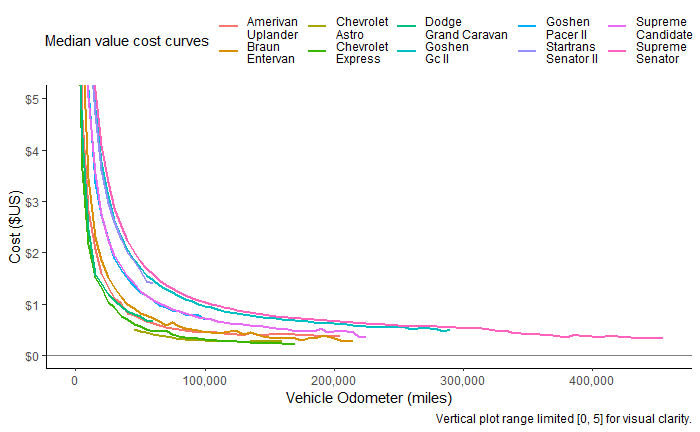 Median value cost curves
Amerivan Uplander
Braun Entervan
Chevrolet Astro
Chevrolet Express
Dodge Grand Caravan
Goshen Gc II
Goshen Pacer II
Startrans Senator II
Supreme Candidate
Supreme Senator
Cost ($US)
$5
$4
$3
$2
$1
$0
0
100,000
200,000
300,000
400,000
Vehicle Odometer (miles)
Vertical plot range limited [0, 5] for visual clarity.